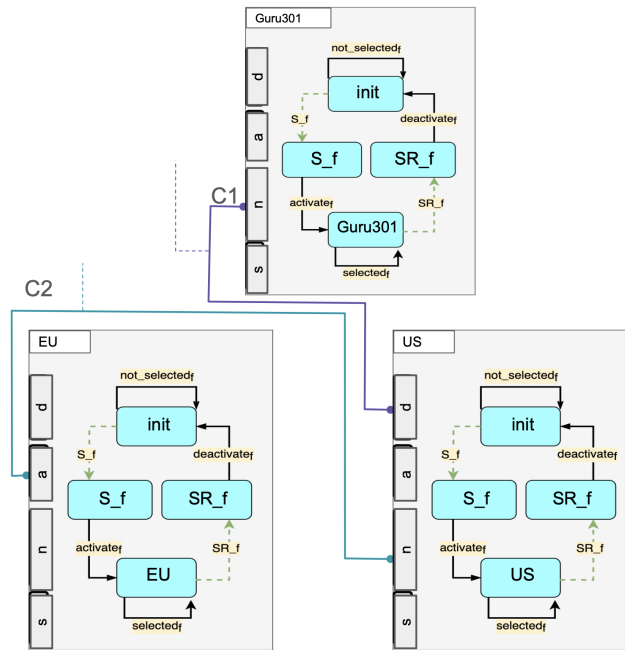 Guru301
not_selectedf
d
init
S_f
deactivatef
a
S_f
SR_f
C1
n
activatef
SR_f
Guru301
s
selectedf
C2
EU
not_selectedf
d
init
S_f
deactivatef
a
S_f
SR_f
n
activatef
SR_f
EU
s
selectedf
US
not_selectedf
d
init
S_f
deactivatef
a
S_f
SR_f
n
activatef
SR_f
US
s
selectedf